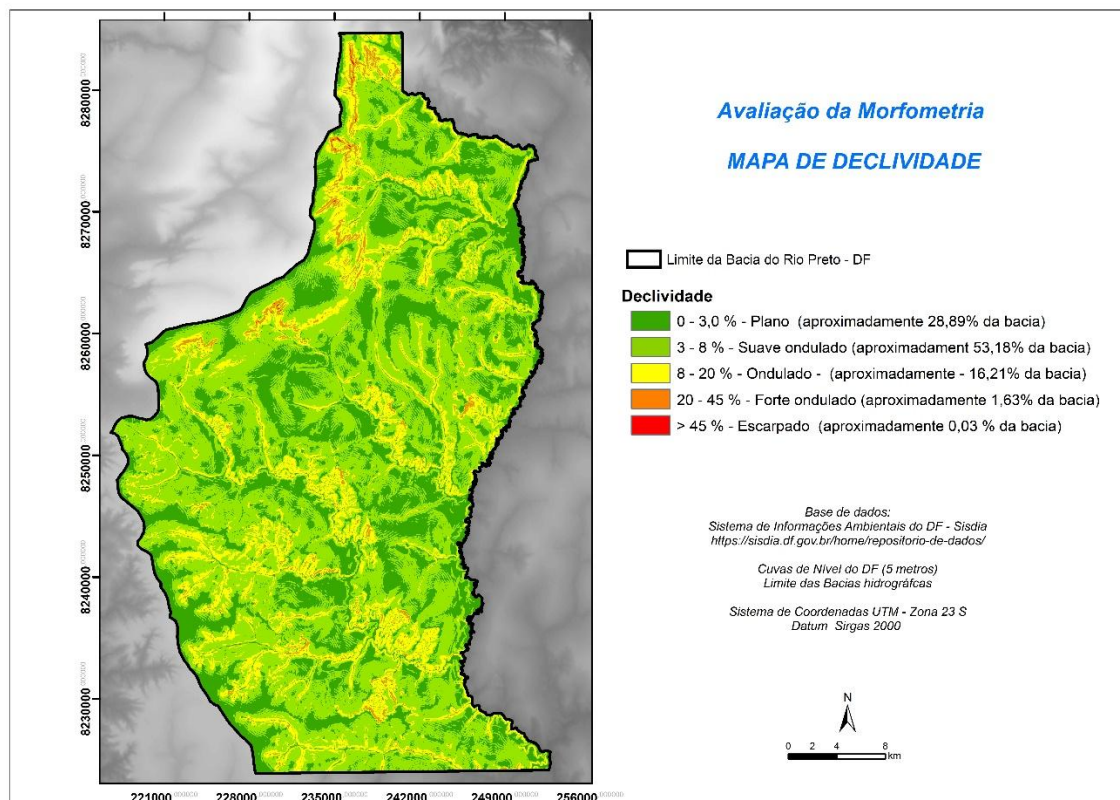 Avaliação da Morfometria
MAPA DE DECLIVIDADE
Limite da Bacia do Rio Preto - DF
Declividade
0 - 3,0 % - Plano (aproximadamente 28,89% da bacia)
3 - 8% - Suave ondulado (aproximadament 53,18% da bacia)
8 - 20% - Ondulado - (aproximadamente - 16,21% da bacia)
20 - 45% - Forte ondulado (aproximadamente 1,63% da bacia)
> 45 % - Escarpado (aproximadamente 0,03 % da bacia)
Base de dados:
Sistema de Informações Ambientais do DF - Sisdia
https://sisdia.df.gov.br/home/repositorio-de-dados/
Cuvas de Nível do DF (5 metros)
Limite das Bacias hidrográfcas
Sistema de Coordenadas UTM - Zona 23 S
Datum Sirgas 2000
N
0 2 4 8
km
8280000
8270000
8260000
8250000
8240000
8230000
221000 228000 235000 242000 249000 256000